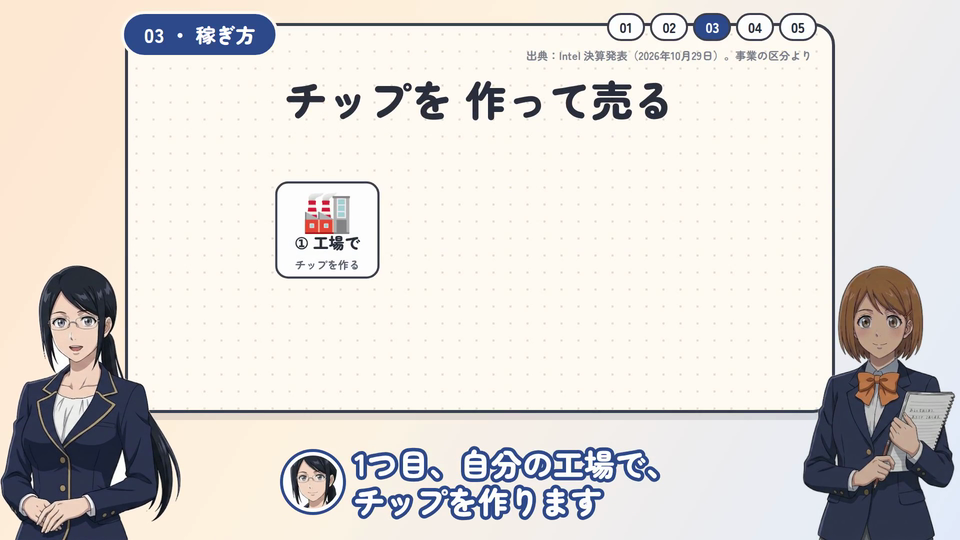 03 ・ 稼ぎ方
01 02 03 04 05
出典：Intel 決算発表（2026年10月29日）。事業の区分より
チップを 作って売る
① 工場で
チップを作る
1つ目、自分の工場で、
チップを作ります